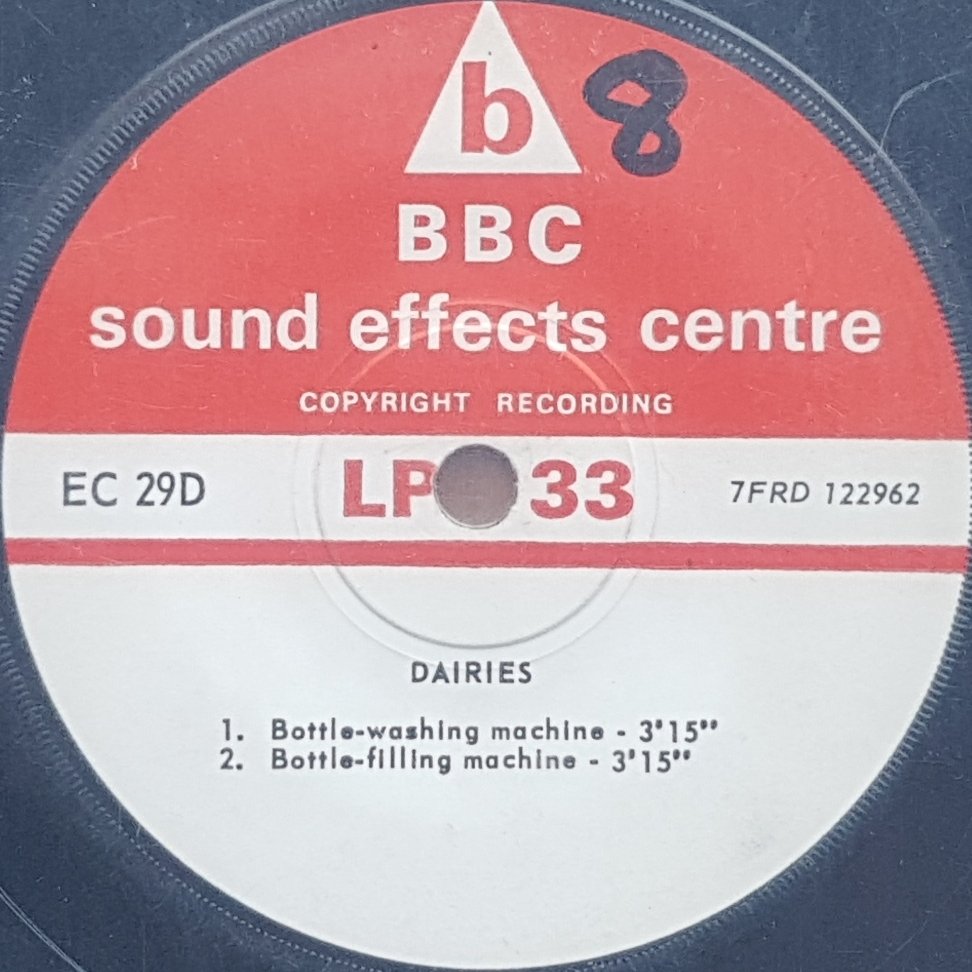 b 8
BBC
sound effects centre
COPYRIGHT RECORDING
EC 29D LP 33 7FRD 122962
DAIRIES
1. Bottle-washing machine - 3'15"
2. Bottle-filling machine - 3'15"